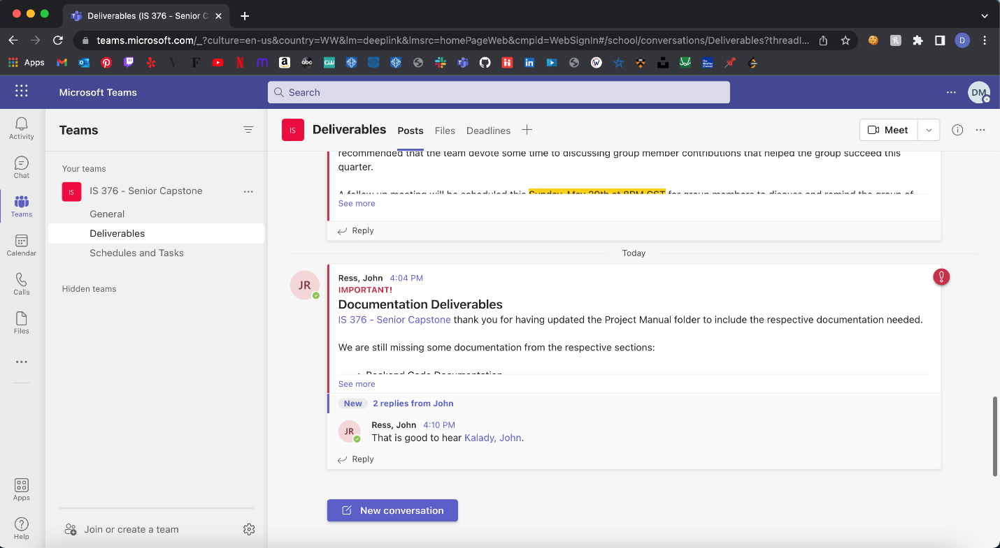 Deliverables (IS 376 - Senior C
teams.microsoft.com/_?culture=en-us&country=WW&lm=deeplink&lmsrc=homePageWeb&cmpid=WebSignIn#/school/conversations/Deliverables?threadI...
D
Apps
abc
CW
Microsoft Teams
Search
DM
Activity
Chat
Teams
Calendar
Calls
Files
Apps
Help
Teams
Your teams
IS
IS 376 - Senior Capstone
General
Deliverables
Schedules and Tasks
Hidden teams
Join or create a team
IS
Deliverables
Posts
Files
Deadlines
Meet
recommended that the team devote some time to discussing group member contributions that helped the group succeed this
quarter.
A follow up meeting will be scheduled this Sunday, May 29th at 8PM CST for group members to discuss and remind the group of
See more
Reply
Today
JR
Ress, John 4:04 PM
IMPORTANT!
Documentation Deliverables
IS 376 - Senior Capstone thank you for having updated the Project Manual folder to include the respective documentation needed.
We are still missing some documentation from the respective sections:
• Backend Code Documentation
See more
New 2 replies from John
JR
Ress, John 4:10 PM
That is good to hear Kalady, John.
Reply
New conversation